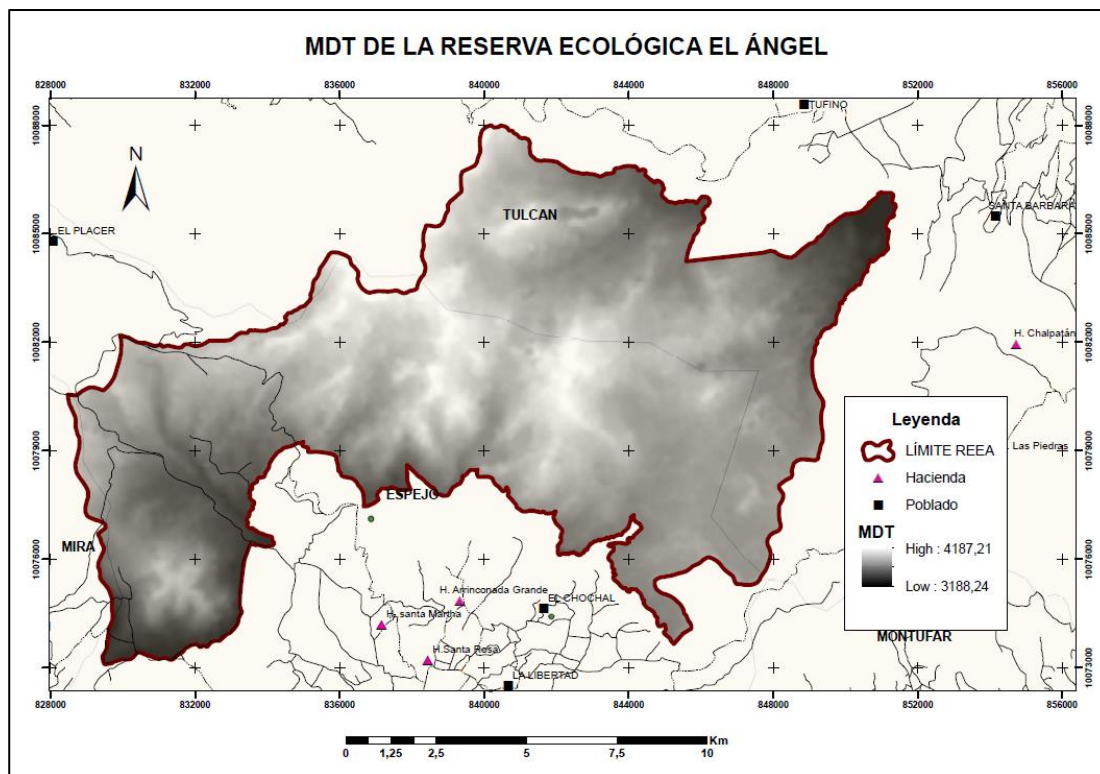 MDT DE LA RESERVA ECOLÓGICA EL ÁNGEL
828000 832000 836000 840000 844000 848000 852000 856000
10088000 10088000
TUFINO
N
TULCAN
SANTA BARBARA
10085000 10085000
EL PLACER
H. Chalpatán
10082000 10082000
Leyenda
10079000 10079000
LÍMITE REEA
Las Piedras
Hacienda
Poblado
ESPEJO
MDT
High : 4187,21
Low : 3188,24
MIRA
10076000 10076000
H. Arrinconada Grande
EL CHOCHAL
H. santa Martha
MONTUFAR
H.Santa Rosa
10073000 10073000
LA LIBERTAD
828000 832000 836000 840000 844000 848000 852000 856000
Km
0 1,25 2,5 5 7,5 10